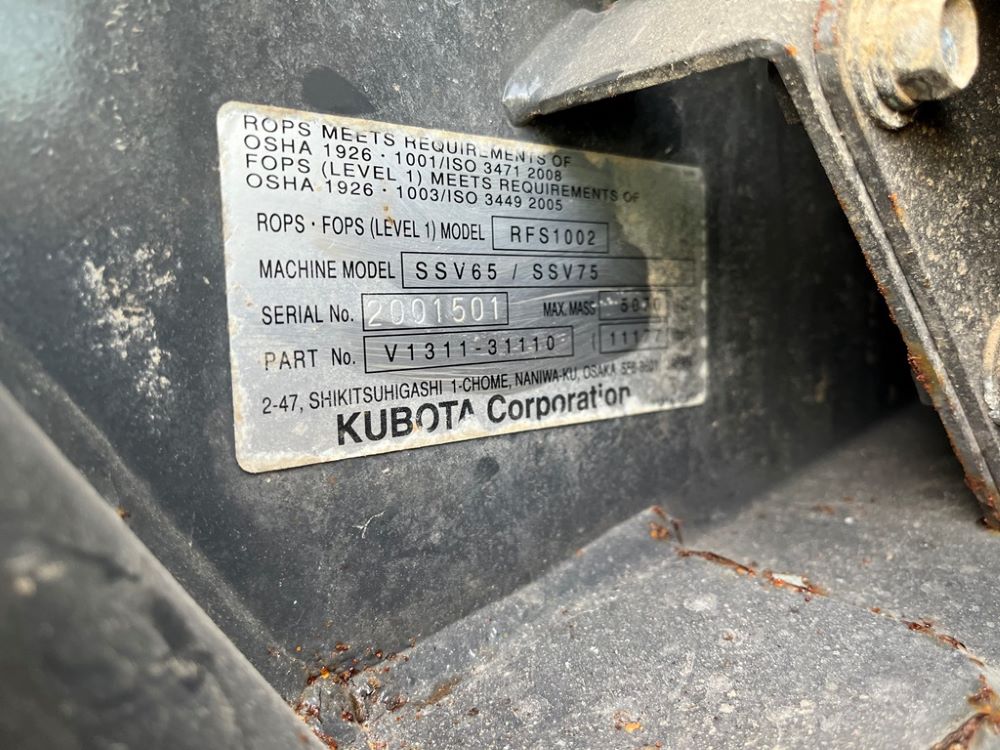 ROPS MEETS REQUIREMENTS OF
OSHA 1926・1001/ISO 3471 2008
FOPS (LEVEL 1) MEETS REQUIREMENTS OF
OSHA 1926・1003/ISO 3449 2005
ROPS・FOPS (LEVEL 1) MODEL RFS1002
MACHINE MODEL SSV65 / SSV75
SERIAL No. 2001501 MAX. MASS
PART No. V1311-31110
2-47, SHIKITSUHIGASHI 1-CHOME, NANIWA-KU, OSAKA
KUBOTA Corporation